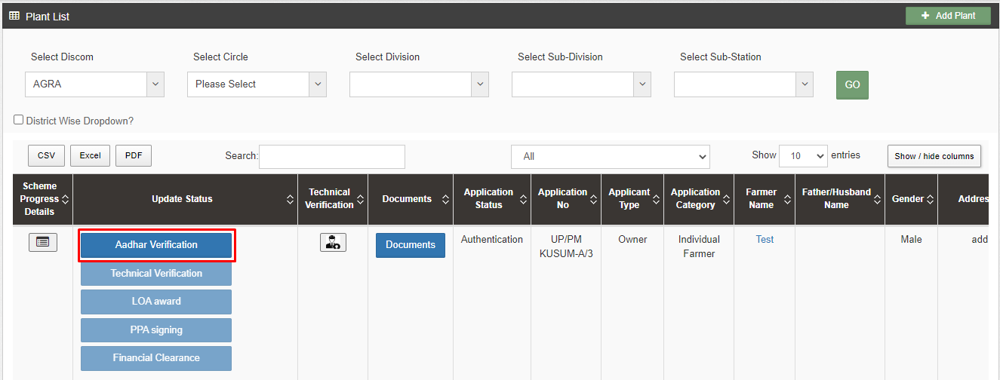 Plant List
Add Plant
Select Discom
Select Circle
Select Division
Select Sub-Division
Select Sub-Station
AGRA
Please Select
GO
District Wise Dropdown?
CSV
Excel
PDF
Search:
All
Show 10 entries
Show / hide columns
Scheme Progress Details
Update Status
Technical Verification
Documents
Application Status
Application No
Applicant Type
Application Category
Farmer Name
Father/Husband Name
Gender
Addres
Aadhar Verification
Documents
Authentication
UP/PM
KUSUM-A/3
Owner
Individual
Farmer
Test
Male
add
Technical Verification
LOA award
PPA signing
Financial Clearance